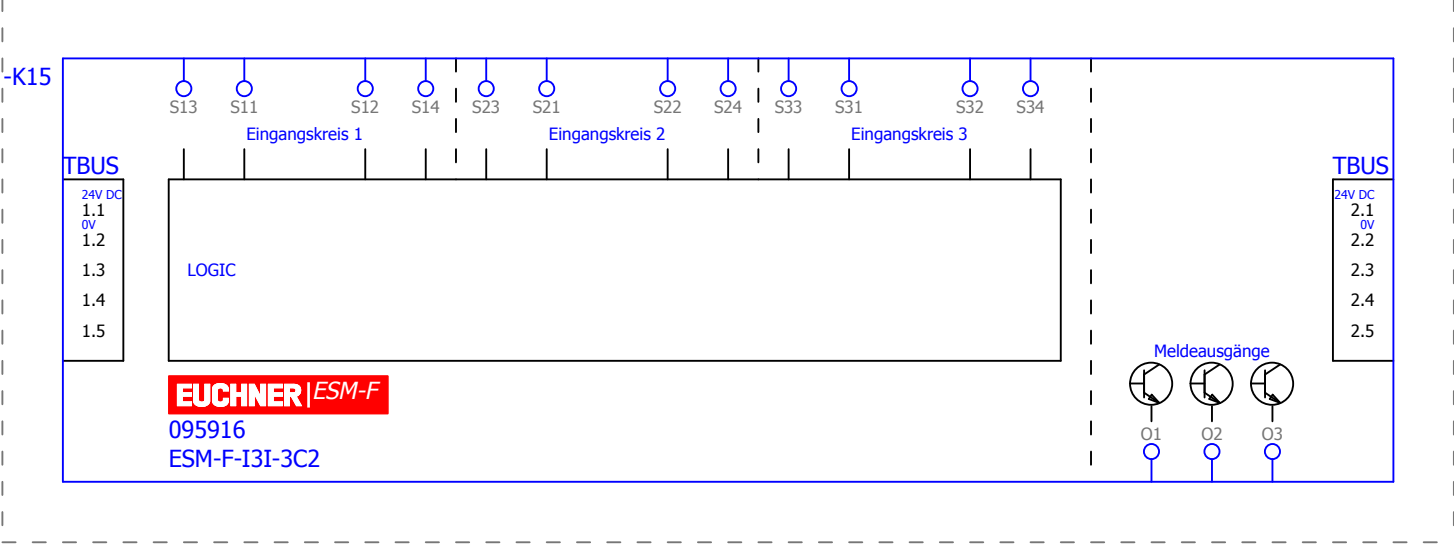 -K15
S13 S11 S12 S14 S23 S21 S22 S24 S33 S31 S32 S34
Eingangskreis 1 Eingangskreis 2 Eingangskreis 3
TBUS TBUS
24V DC 24V DC
1.1 2.1
0V 0V
1.2 2.2
1.3 LOGIC 2.3
1.4 2.4
1.5 2.5
Meldeausgänge
EUCHNER ESM-F
095916
O1 O2 O3
ESM-F-I3I-3C2